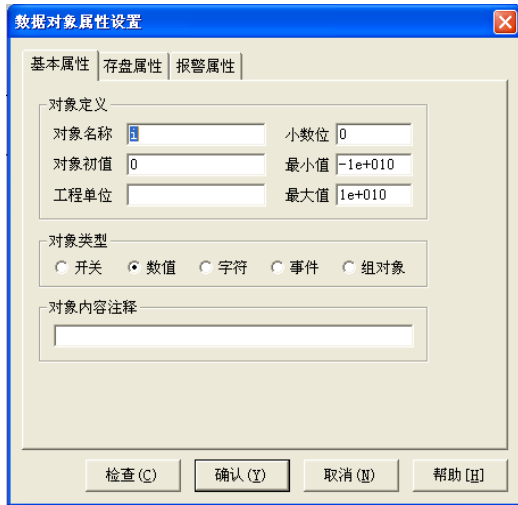 数据对象属性设置
基本属性 存盘属性 报警属性
对象定义
对象名称 i 小数位 0
对象初值 0 最小值 -1e+010
工程单位 最大值 1e+010
对象类型
开关 数值 字符 事件 组对象
对象内容注释
检查(C) 确认(Y) 取消(N) 帮助[H]